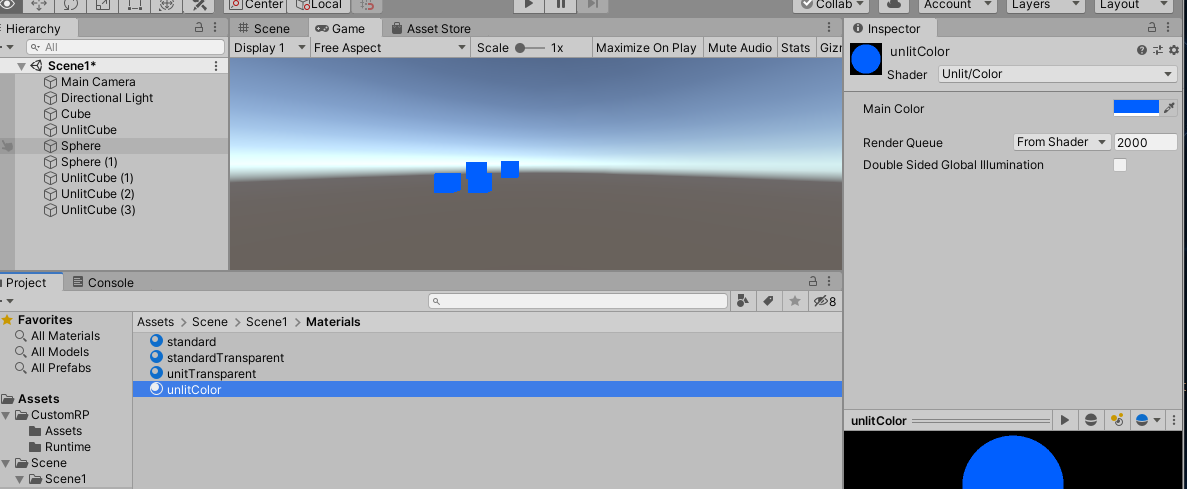 Center Local Collab Account Layers Layout
Hierarchy
All
Scene1*
Main Camera
Directional Light
Cube
UnlitCube
Sphere
Sphere (1)
UnlitCube (1)
UnlitCube (2)
UnlitCube (3)
Scene Game Asset Store
Display 1 Free Aspect Scale 1x Maximize On Play Mute Audio Stats Giz
Inspector
unlitColor
Shader Unlit/Color
Main Color
Render Queue From Shader 2000
Double Sided Global Illumination
Project Console
8
Favorites
All Materials
All Models
All Prefabs
Assets
CustomRP
Assets
Runtime
Scene
Scene1
Assets > Scene > Scene1 > Materials
standard
standardTransparent
unitTransparent
unlitColor
unlitColor